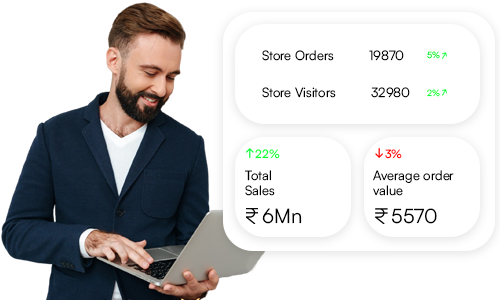 Store Orders 19870 5%↗
Store Visitors 32980 2%↗
↑22%
Total
Sales
₹ 6Mn
↓3%
Average order
value
₹ 5570